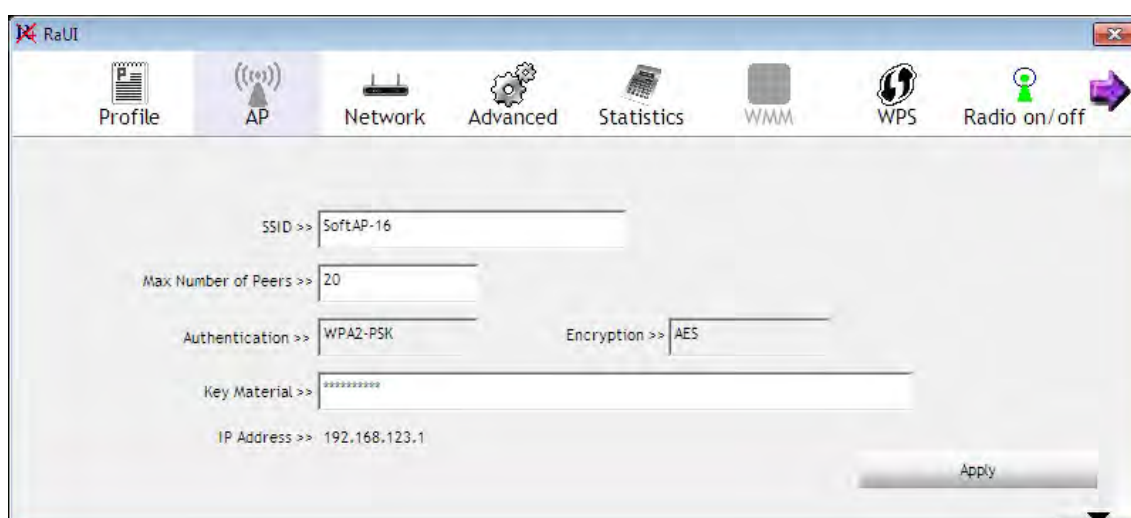 RaUI
Profile AP Network Advanced Statistics WMM WPS Radio on/off
SSID >> SoftAP-16
Max Number of Peers >> 20
Authentication >> WPA2-PSK Encryption >> AES
Key Material >> **********
IP Address >> 192.168.123.1
Apply